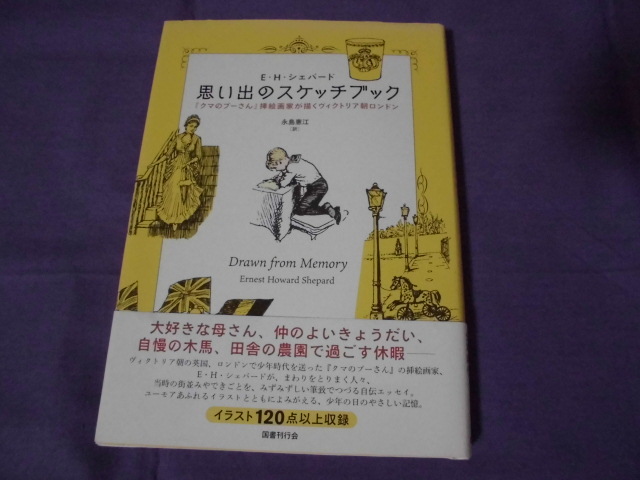 E・H・シェパード
思い出のスケッチブック
『クマのプーさん』挿絵画家が描くヴィクトリア朝ロンドン
永島憲江
［訳］
Drawn from Memory
Ernest Howard Shepard
大好きな母さん、仲のよいきょうだい、
自慢の木馬、田舎の農園で過ごす休暇──
ヴィクトリア朝の英国、ロンドンで少年時代を送った『クマのプーさん』の挿絵画家、
E・H・シェパードが、まわりをとりまく人々、
当時の街並みやできごとを、みずみずしい筆致でつづる自伝エッセイ。
ユーモアあふれるイラストとともによみがえる、少年の日のやさしい記憶。
イラスト120点以上収録
国書刊行会